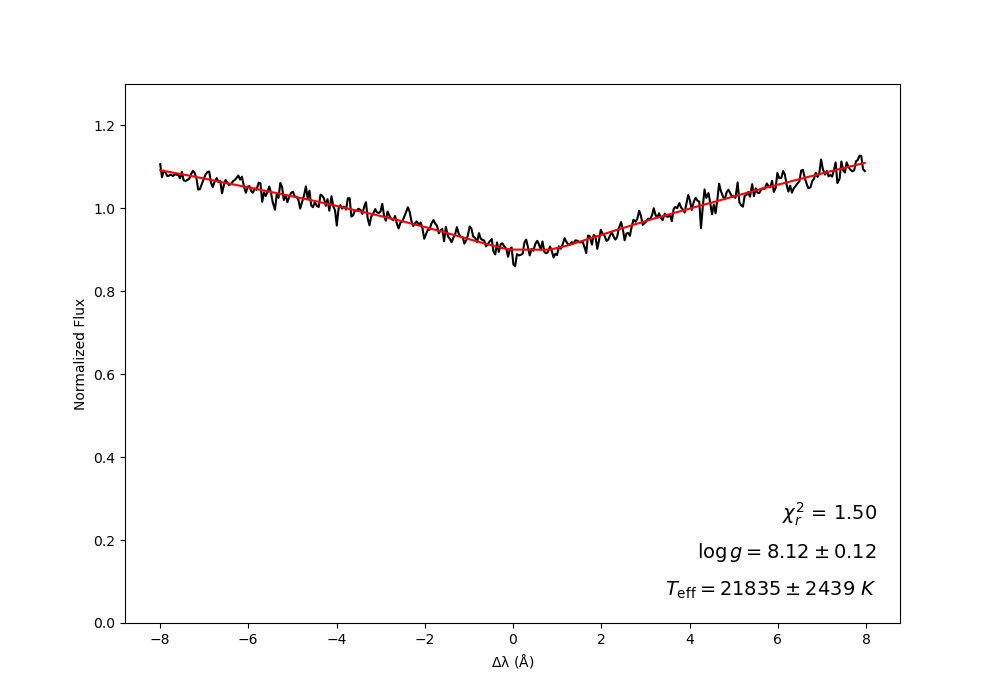 1.2
1.0
0.8
0.6
0.4
0.2
0.0
Normalized Flux
χ²ᵣ = 1.50
log g = 8.12 ± 0.12
T_eff = 21835 ± 2439 K
−8 −6 −4 −2 0 2 4 6 8
Δλ (Å)